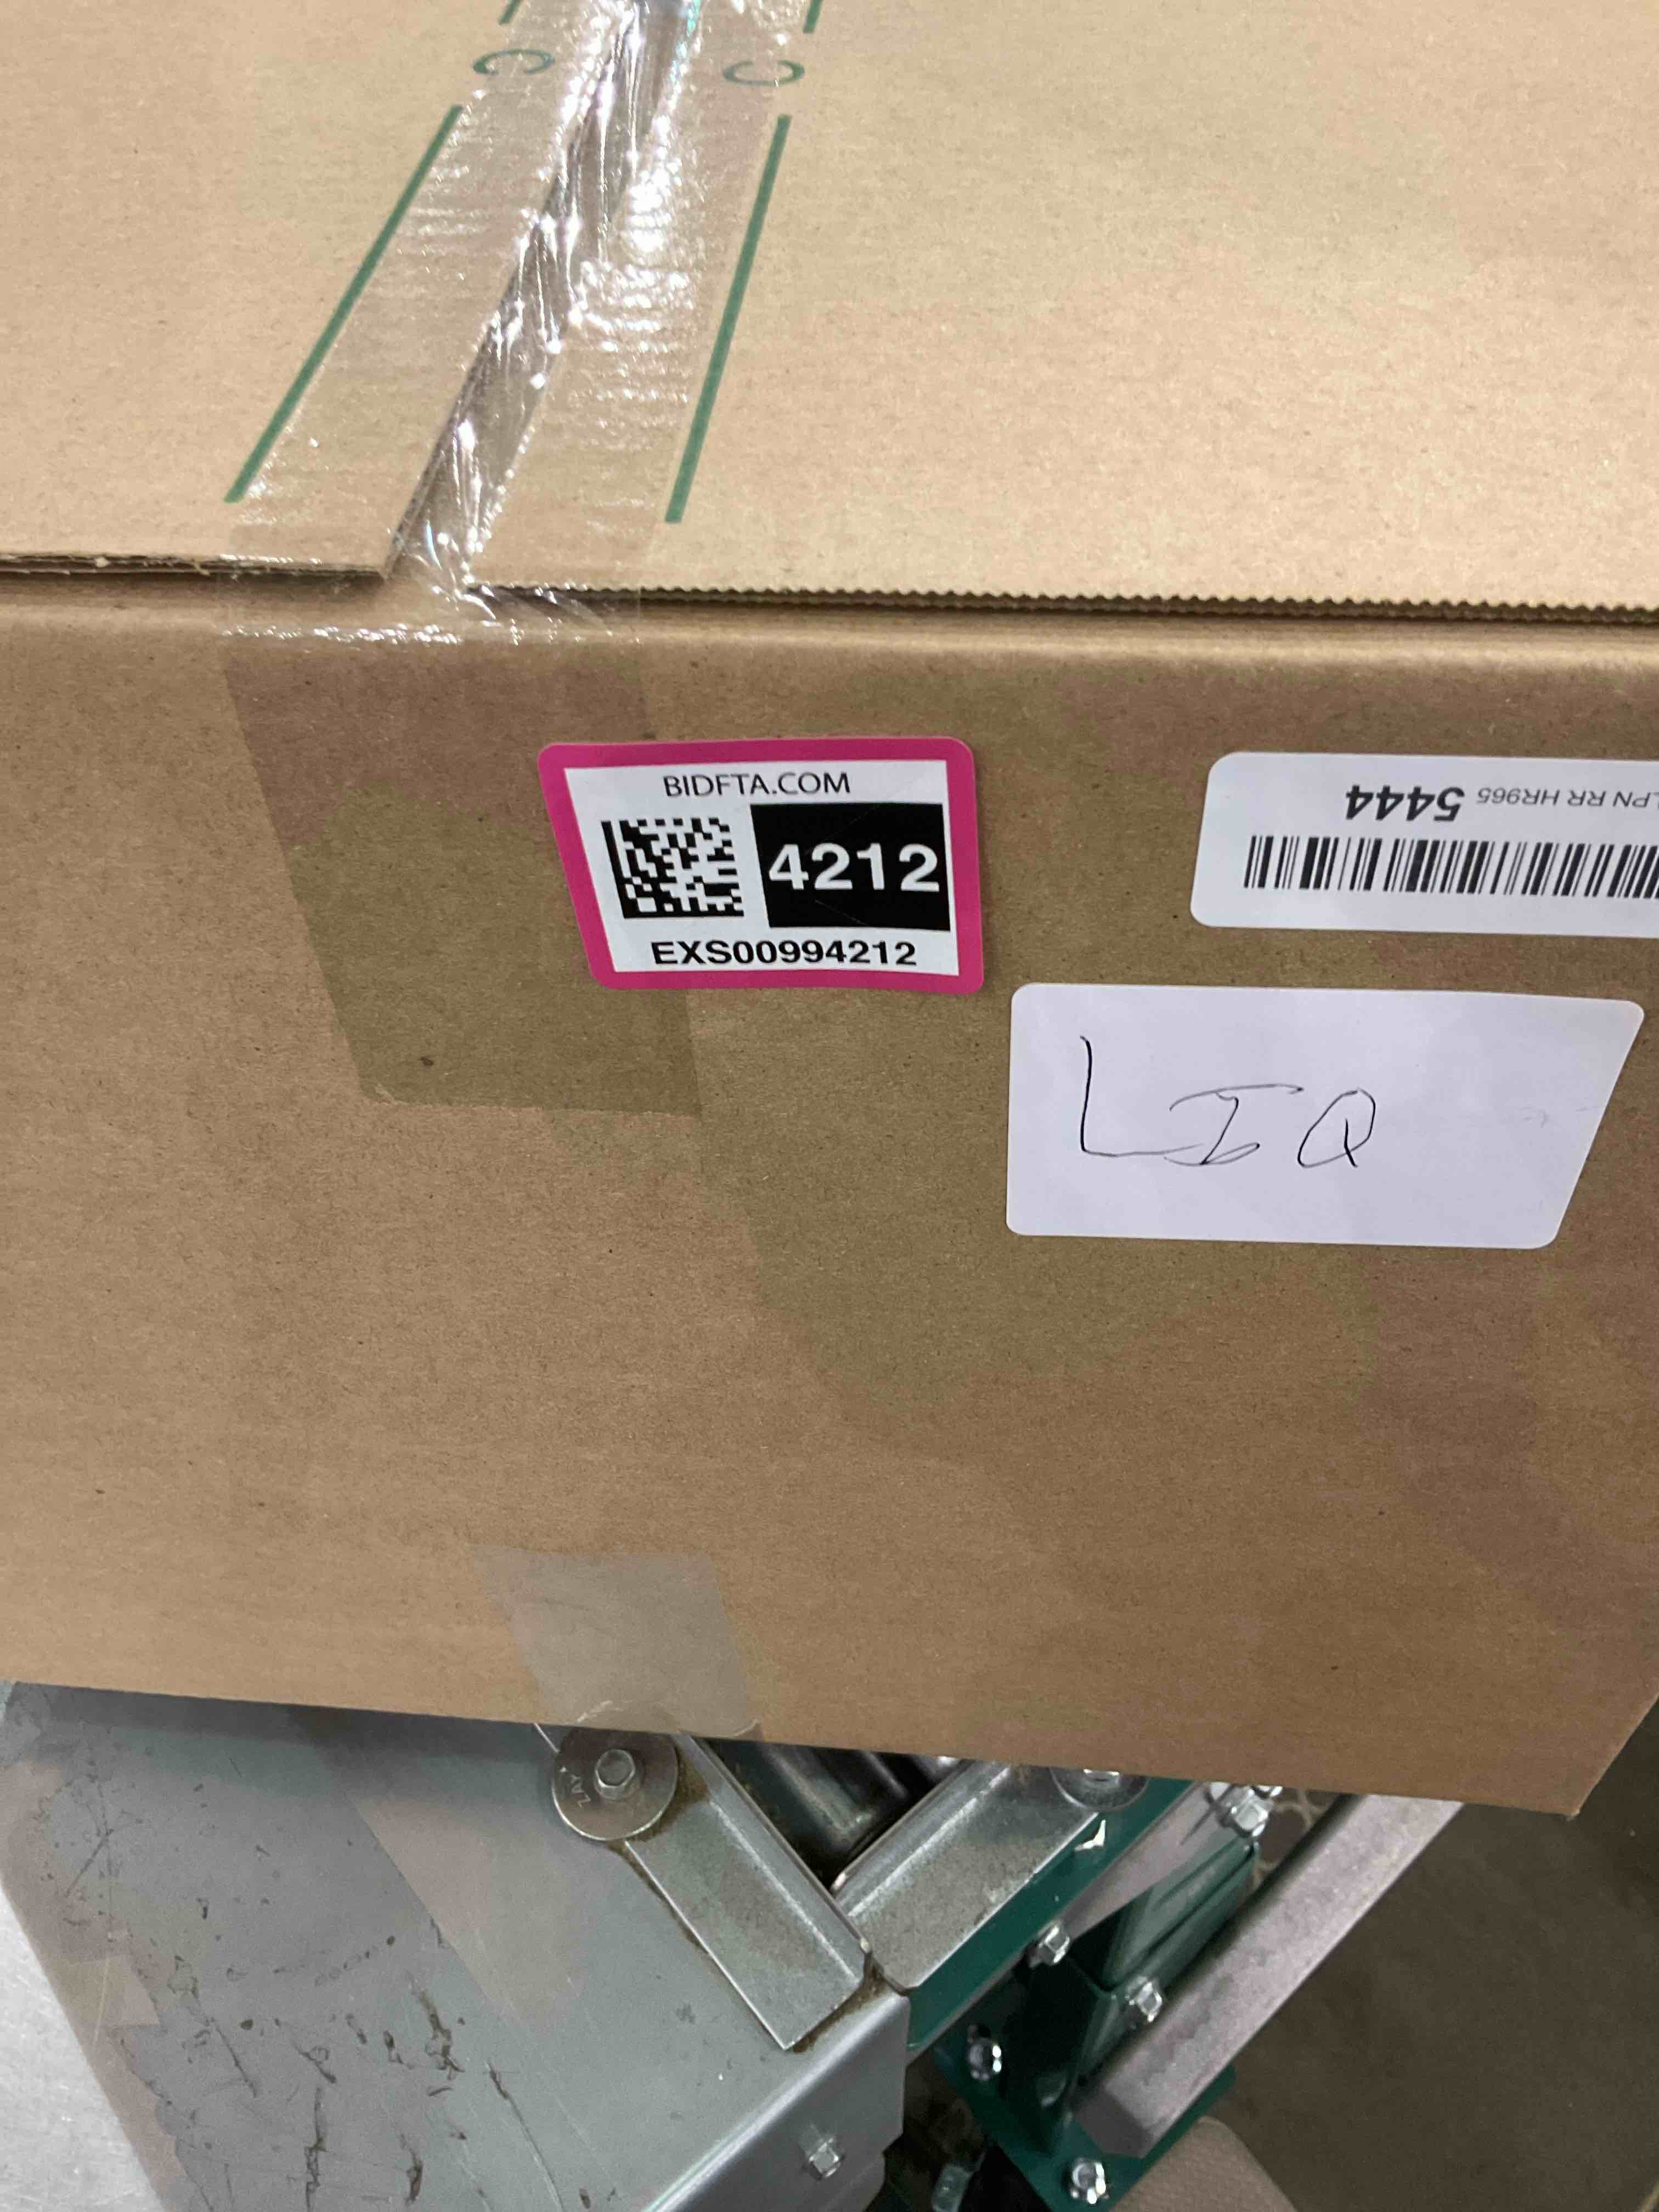 C C
BIDFTA.COM
4212
EXS00994212
LPN RR HR965 5444
LIQ